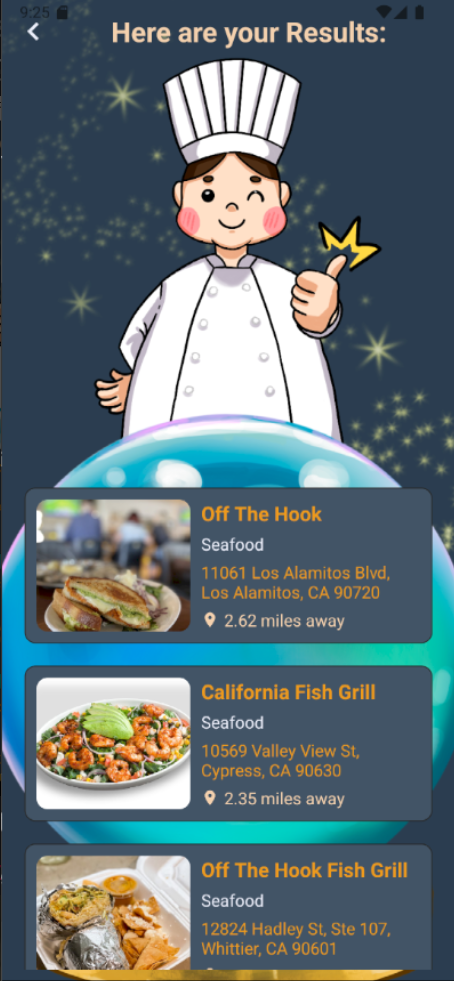 9:25
Here are your Results:
Off The Hook
Seafood
11061 Los Alamitos Blvd,
Los Alamitos, CA 90720
2.62 miles away
California Fish Grill
Seafood
10569 Valley View St,
Cypress, CA 90630
2.35 miles away
Off The Hook Fish Grill
Seafood
12824 Hadley St, Ste 107,
Whittier, CA 90601